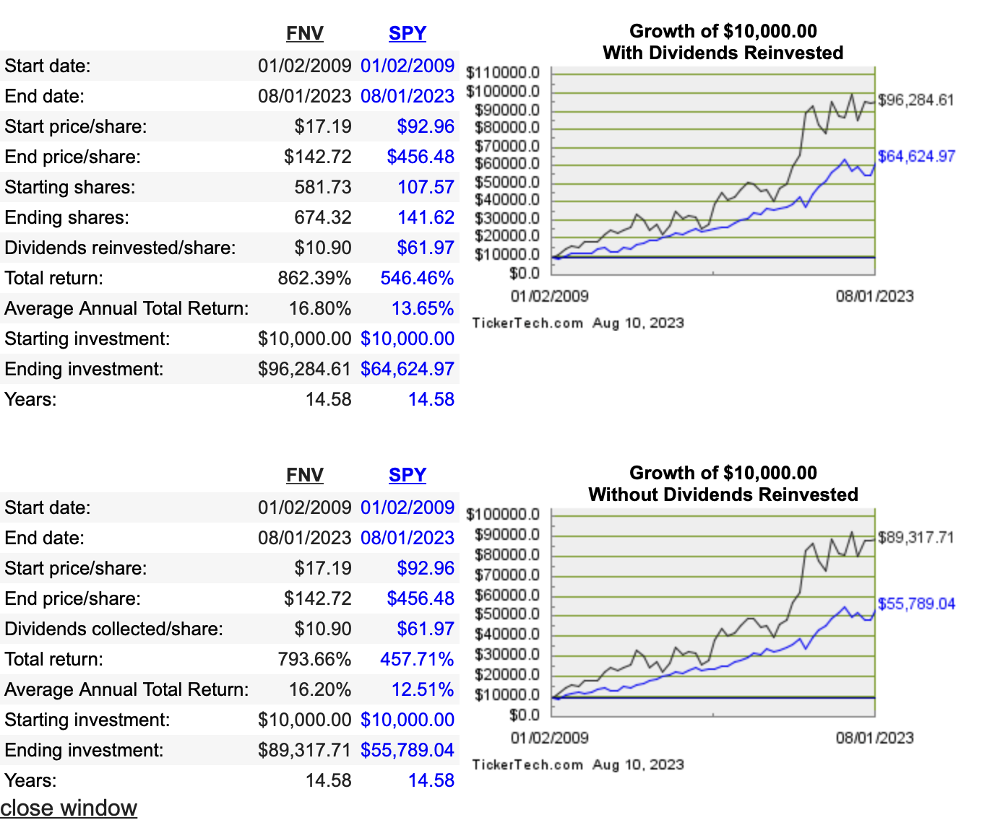 FNV SPY
Start date: 01/02/2009 01/02/2009
End date: 08/01/2023 08/01/2023
Start price/share: $17.19 $92.96
End price/share: $142.72 $456.48
Starting shares: 581.73 107.57
Ending shares: 674.32 141.62
Dividends reinvested/share: $10.90 $61.97
Total return: 862.39% 546.46%
Average Annual Total Return: 16.80% 13.65%
Starting investment: $10,000.00 $10,000.00
Ending investment: $96,284.61 $64,624.97
Years: 14.58 14.58
Growth of $10,000.00
With Dividends Reinvested
$110000.0
$100000.0
$90000.0
$80000.0
$70000.0
$60000.0
$50000.0
$40000.0
$30000.0
$20000.0
$10000.0
$0.0
$96,284.61
$64,624.97
01/02/2009 08/01/2023
TickerTech.com Aug 10, 2023
FNV SPY
Start date: 01/02/2009 01/02/2009
End date: 08/01/2023 08/01/2023
Start price/share: $17.19 $92.96
End price/share: $142.72 $456.48
Dividends collected/share: $10.90 $61.97
Total return: 793.66% 457.71%
Average Annual Total Return: 16.20% 12.51%
Starting investment: $10,000.00 $10,000.00
Ending investment: $89,317.71 $55,789.04
Years: 14.58 14.58
Growth of $10,000.00
Without Dividends Reinvested
$100000.0
$90000.0
$80000.0
$70000.0
$60000.0
$50000.0
$40000.0
$30000.0
$20000.0
$10000.0
$0.0
$89,317.71
$55,789.04
01/02/2009 08/01/2023
TickerTech.com Aug 10, 2023
close window